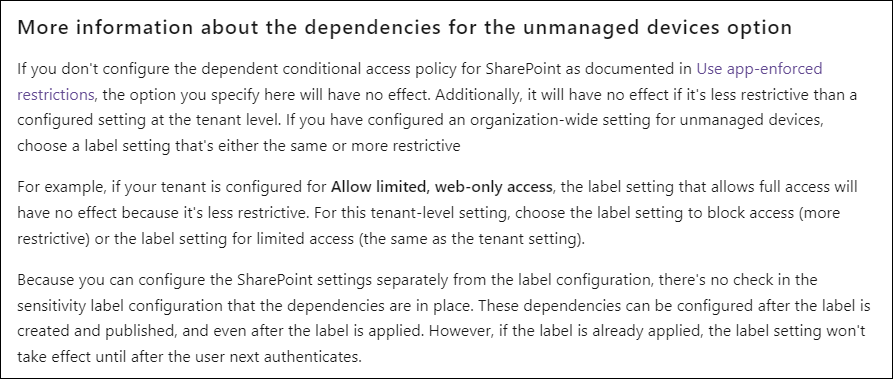 More information about the dependencies for the unmanaged devices option
If you don't configure the dependent conditional access policy for SharePoint as documented in Use app-enforced
restrictions, the option you specify here will have no effect. Additionally, it will have no effect if it's less restrictive than a
configured setting at the tenant level. If you have configured an organization-wide setting for unmanaged devices,
choose a label setting that's either the same or more restrictive
For example, if your tenant is configured for Allow limited, web-only access, the label setting that allows full access will
have no effect because it's less restrictive. For this tenant-level setting, choose the label setting to block access (more
restrictive) or the label setting for limited access (the same as the tenant setting).
Because you can configure the SharePoint settings separately from the label configuration, there's no check in the
sensitivity label configuration that the dependencies are in place. These dependencies can be configured after the label is
created and published, and even after the label is applied. However, if the label is already applied, the label setting won't
take effect until after the user next authenticates.